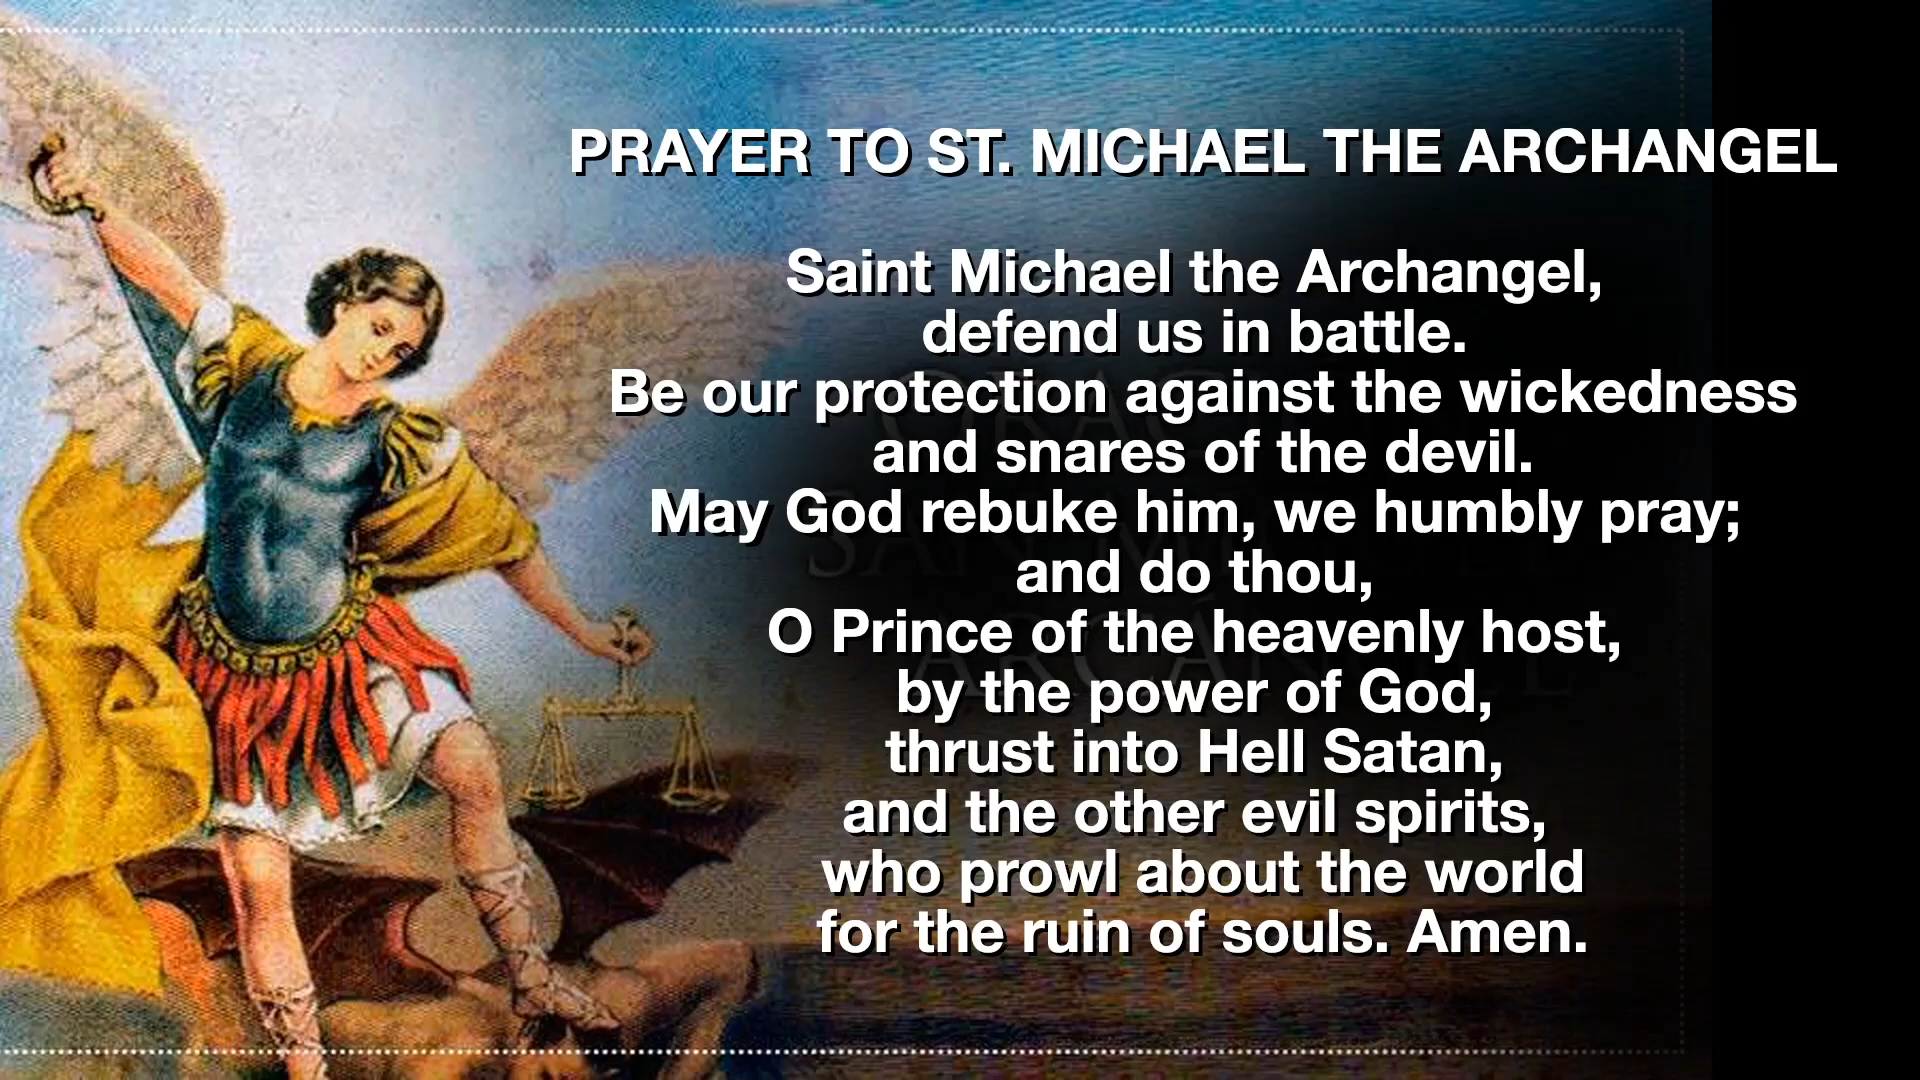 PRAYER TO ST. MICHAEL THE ARCHANGEL
Saint Michael the Archangel,
defend us in battle.
Be our protection against the wickedness
and snares of the devil.
May God rebuke him, we humbly pray;
and do thou,
O Prince of the heavenly host,
by the power of God,
thrust into Hell Satan,
and the other evil spirits,
who prowl about the world
for the ruin of souls. Amen.